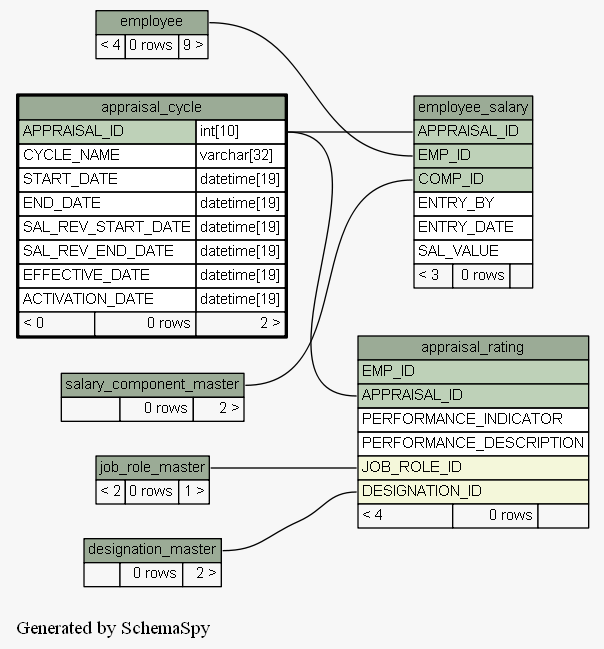 employee
< 4 0 rows 9 >
appraisal_cycle
APPRAISAL_ID int[10]
CYCLE_NAME varchar[32]
START_DATE datetime[19]
END_DATE datetime[19]
SAL_REV_START_DATE datetime[19]
SAL_REV_END_DATE datetime[19]
EFFECTIVE_DATE datetime[19]
ACTIVATION_DATE datetime[19]
< 0 0 rows 2 >
employee_salary
APPRAISAL_ID
EMP_ID
COMP_ID
ENTRY_BY
ENTRY_DATE
SAL_VALUE
< 3 0 rows
salary_component_master
0 rows 2 >
appraisal_rating
EMP_ID
APPRAISAL_ID
PERFORMANCE_INDICATOR
PERFORMANCE_DESCRIPTION
JOB_ROLE_ID
DESIGNATION_ID
< 4 0 rows
job_role_master
< 2 0 rows 1 >
designation_master
0 rows 2 >
Generated by SchemaSpy